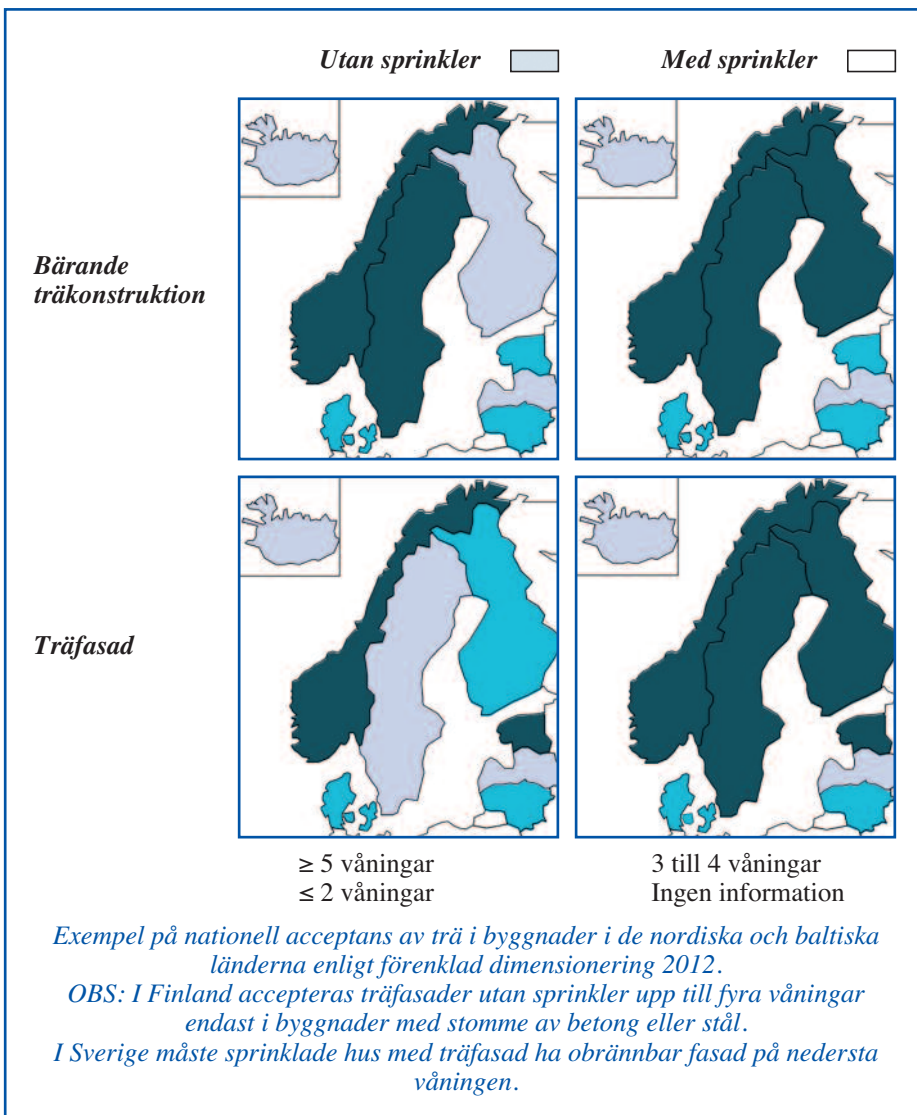 Utan sprinkler
Med sprinkler
Bärande
träkonstruktion
Träfasad
≥ 5 våningar
≤ 2 våningar
3 till 4 våningar
Ingen information
Exempel på nationell acceptans av trä i byggnader i de nordiska och baltiska
länderna enligt förenklad dimensionering 2012.
OBS: I Finland accepteras träfasader utan sprinkler upp till fyra våningar
endast i byggnader med stomme av betong eller stål.
I Sverige måste sprinklade hus med träfasad ha obrännbar fasad på nedersta
våningen.